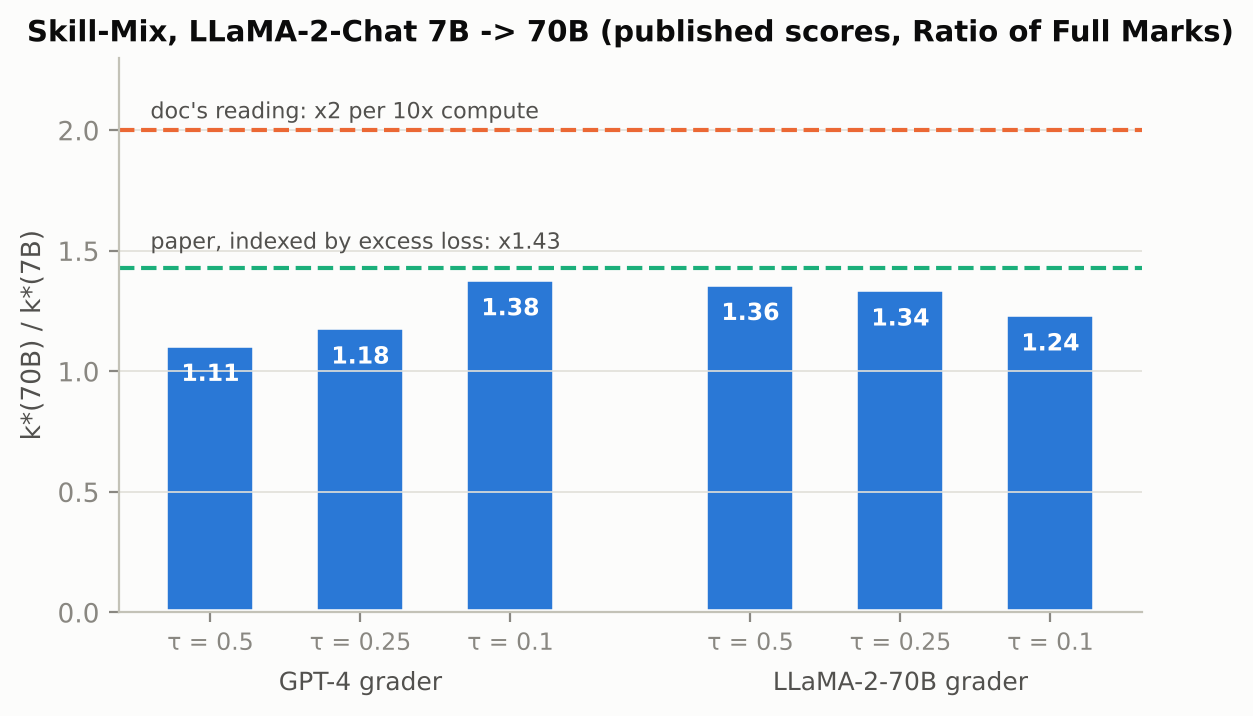 Skill-Mix, LLaMA-2-Chat 7B -> 70B (published scores, Ratio of Full Marks)
k*(70B) / k*(7B)
2.0
1.5
1.0
0.5
0.0
doc's reading: x2 per 10x compute
paper, indexed by excess loss: x1.43
1.11
1.18
1.38
1.36
1.34
1.24
τ = 0.5
τ = 0.25
τ = 0.1
τ = 0.5
τ = 0.25
τ = 0.1
GPT-4 grader
LLaMA-2-70B grader